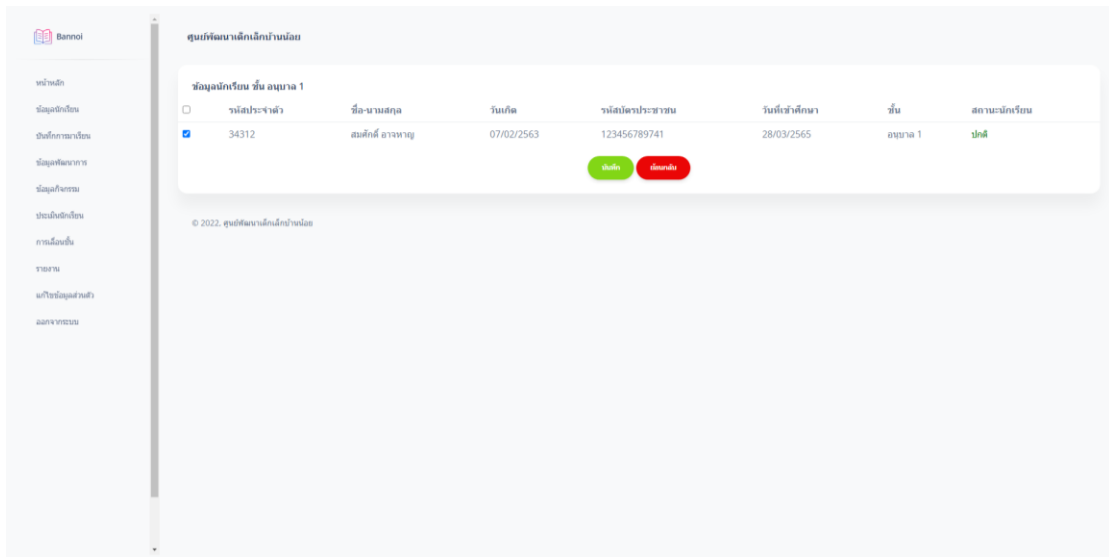 Bannoi
หน้าหลัก
ข้อมูลนักเรียน
บันทึกการมาเรียน
ข้อมูลพัฒนาการ
ข้อมูลกิจกรรม
ประเมินนักเรียน
การเลื่อนชั้น
รายงาน
แก้ไขข้อมูลส่วนตัว
ออกจากระบบ
ศูนย์พัฒนาเด็กเล็กบ้านน้อย
ข้อมูลนักเรียน ชั้น อนุบาล 1
รหัสประจำตัว ชื่อ-นามสกุล วันเกิด รหัสบัตรประชาชน วันที่เข้าศึกษา ชั้น สถานะนักเรียน
34312 สมศักดิ์ อาจหาญ 07/02/2563 123456789741 28/03/2565 อนุบาล 1 ปกติ
บันทึก ย้อนกลับ
© 2022, ศูนย์พัฒนาเด็กเล็กบ้านน้อย